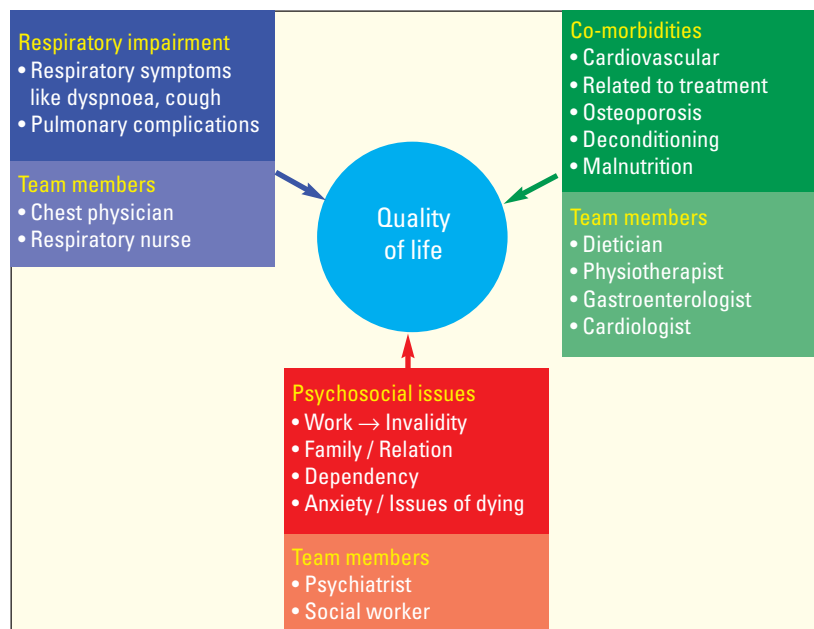 Respiratory impairment
• Respiratory symptoms
like dyspnoea, cough
• Pulmonary complications
Team members
• Chest physician
• Respiratory nurse
Co-morbidities
• Cardiovascular
• Related to treatment
• Osteoporosis
• Deconditioning
• Malnutrition
Team members
• Dietician
• Physiotherapist
• Gastroenterologist
• Cardiologist
Quality
of life
Psychosocial issues
• Work → Invalidity
• Family / Relation
• Dependency
• Anxiety / Issues of dying
Team members
• Psychiatrist
• Social worker